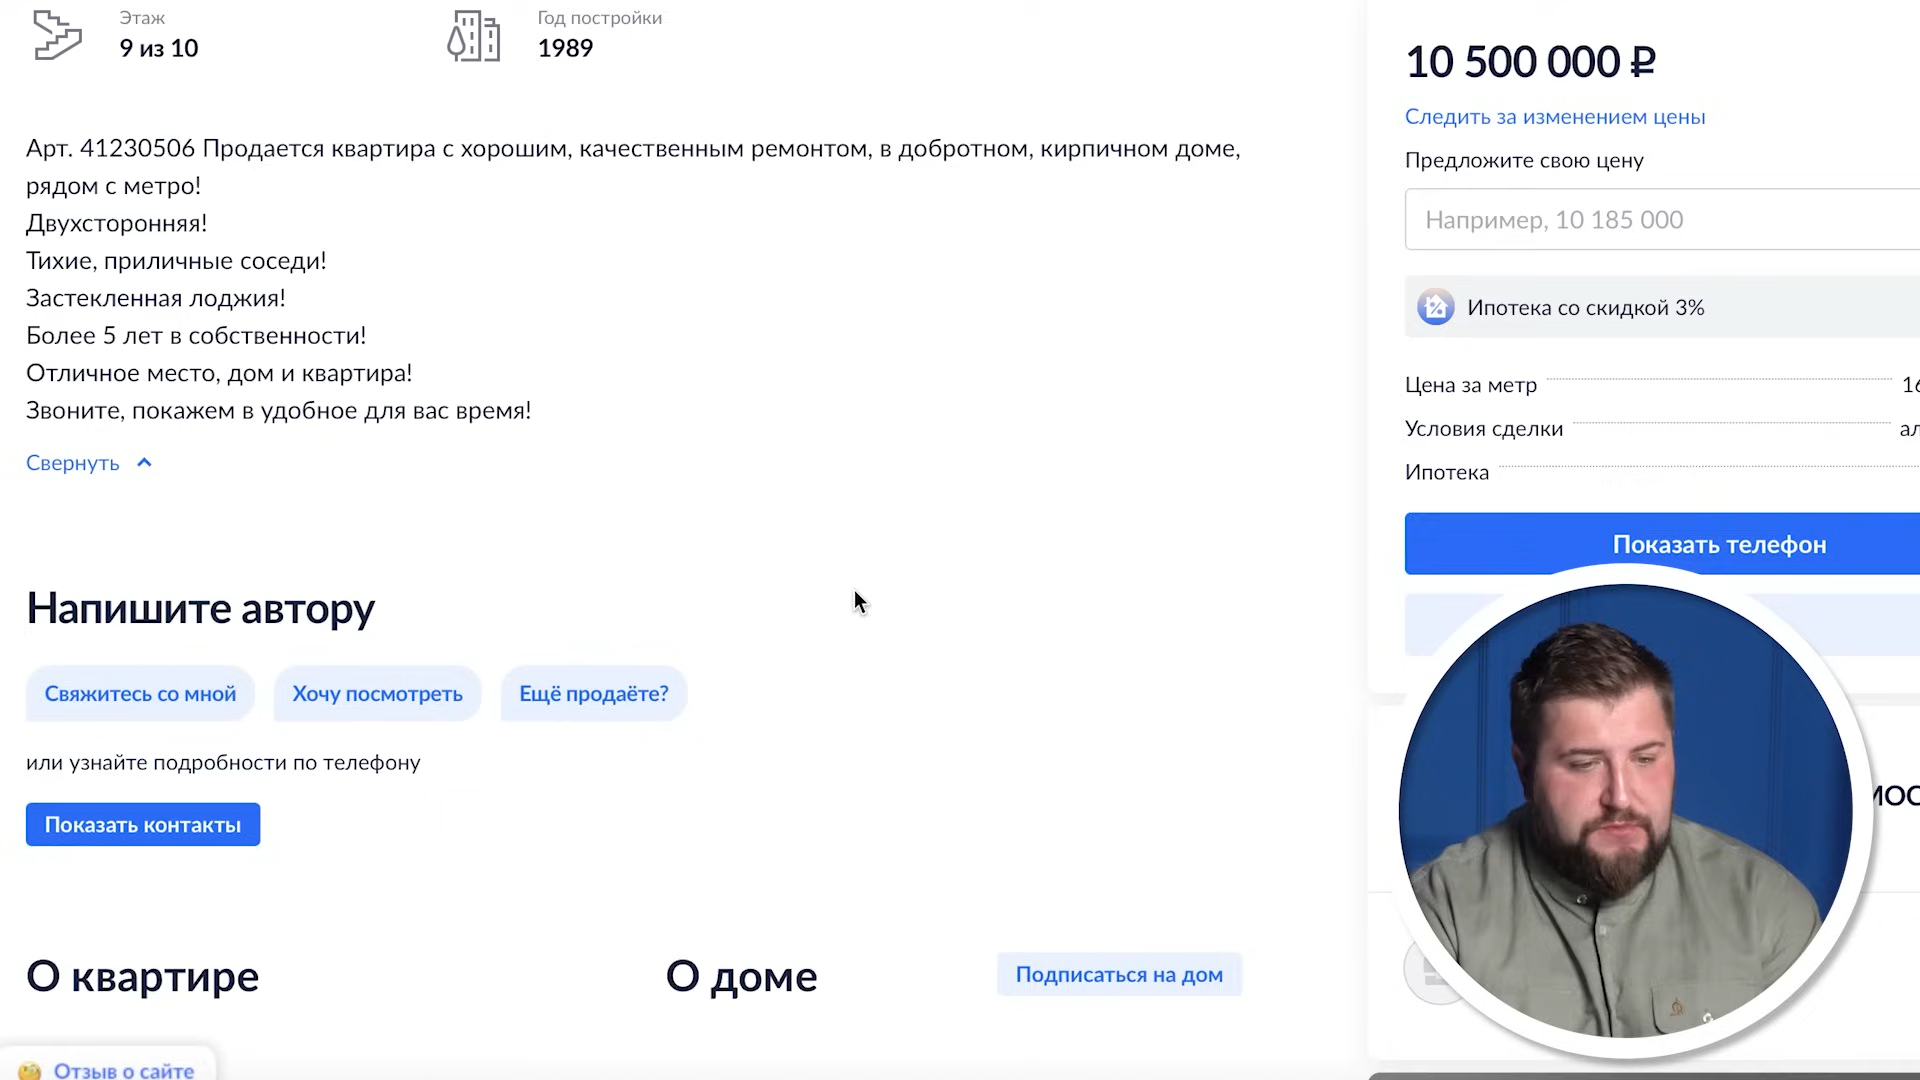 Этаж
9 из 10
Год постройки
1989
Арт. 41230506 Продается квартира с хорошим, качественным ремонтом, в добротном, кирпичном доме,
рядом с метро!
Двухсторонняя!
Тихие, приличные соседи!
Застекленная лоджия!
Более 5 лет в собственности!
Отличное место, дом и квартира!
Звоните, покажем в удобное для вас время!
Свернуть
Напишите автору
Свяжитесь со мной
Хочу посмотреть
Ещё продаёте?
или узнайте подробности по телефону
Показать контакты
О квартире
О доме
Подписаться на дом
Отзыв о сайте
10 500 000 ₽
Следить за изменением цены
Предложите свою цену
Например, 10 185 000
Ипотека со скидкой 3%
Цена за метр
Условия сделки
Ипотека
Показать телефон